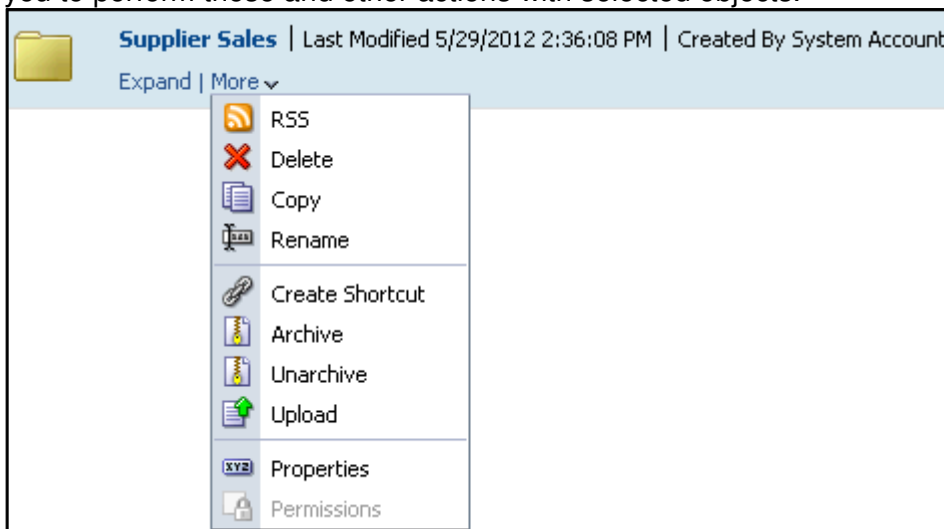 you to perform these and other actions with selected objects.
Supplier Sales | Last Modified 5/29/2012 2:36:08 PM | Created By System Account
Expand | More
RSS
Delete
Copy
Rename
Create Shortcut
Archive
Unarchive
Upload
XYZ Properties
Permissions